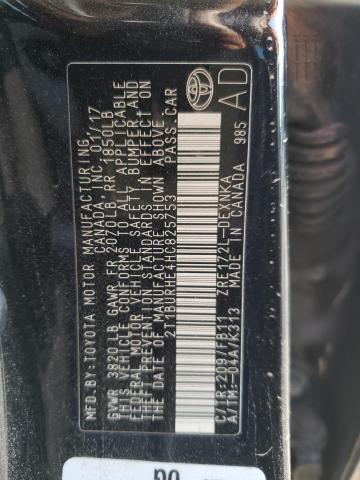 MFD.BY:TOYOTA MOTOR MANUFACTURING
CANADA, INC. 01/17
GVWR 3820LB GAWR FR 2070LB RR 1850LB
THIS VEHICLE CONFORMS TO ALL APPLICABLE
FEDERAL MOTOR VEHICLE SAFETY, BUMPER, AND
THEFT PREVENTION STANDARDS IN EFFECT ON
THE DATE OF MANUFACTURE SHOWN ABOVE.
2T1BURHE4HC825753 PASS.CAR
C/TR:209/FB11 ZRE172L-DEXNKA
A/TM:-03A/K313 MADE IN CANADA 985
AD